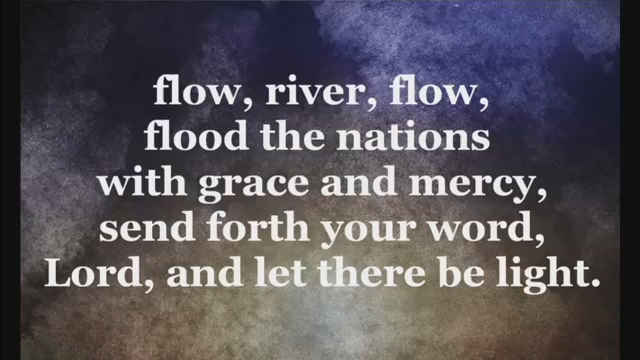 flow, river, flow,
flood the nations
with grace and mercy,
send forth your word,
Lord, and let there be light.